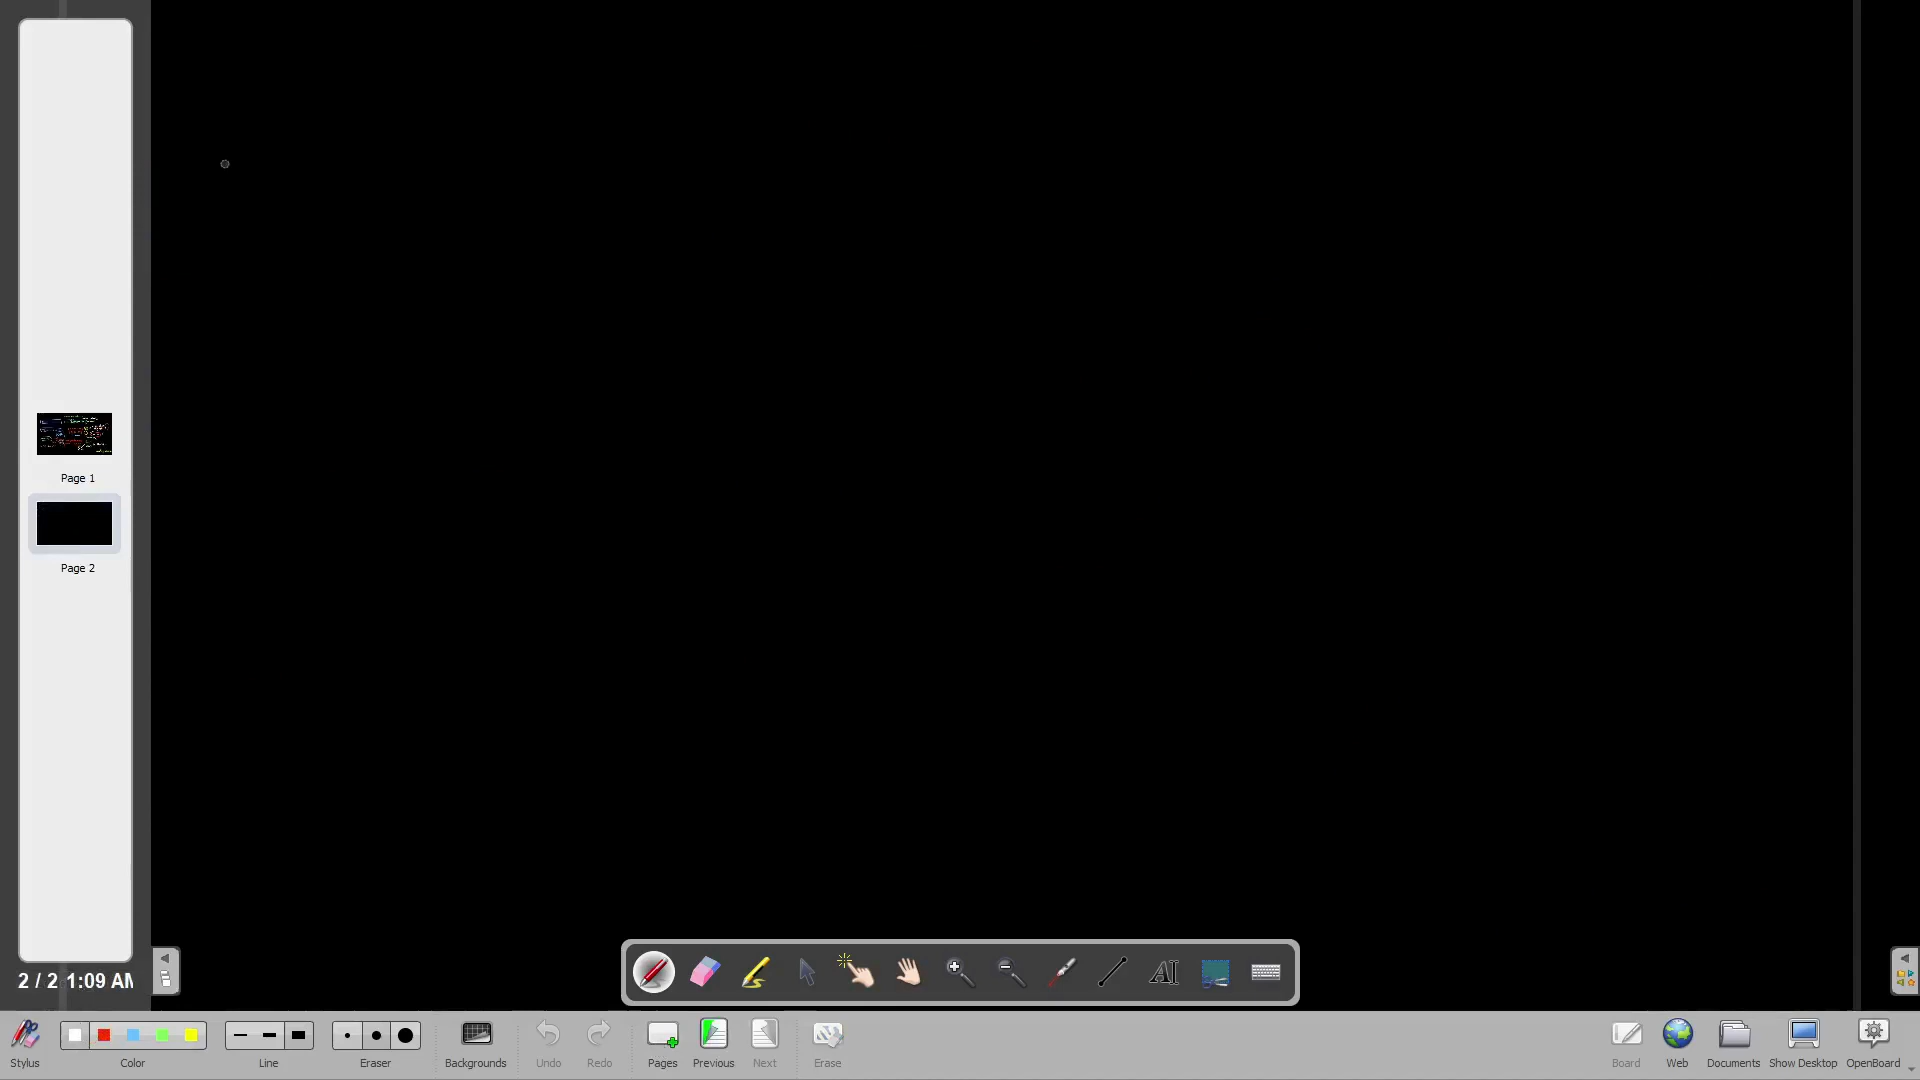 Page 1
Page 2
2 / 2 1:09 AM
AI
Stylus
Color
Line
Eraser
Backgrounds
Undo
Redo
Pages
Previous
Next
Erase
Board
Web
Documents
Show Desktop
OpenBoard